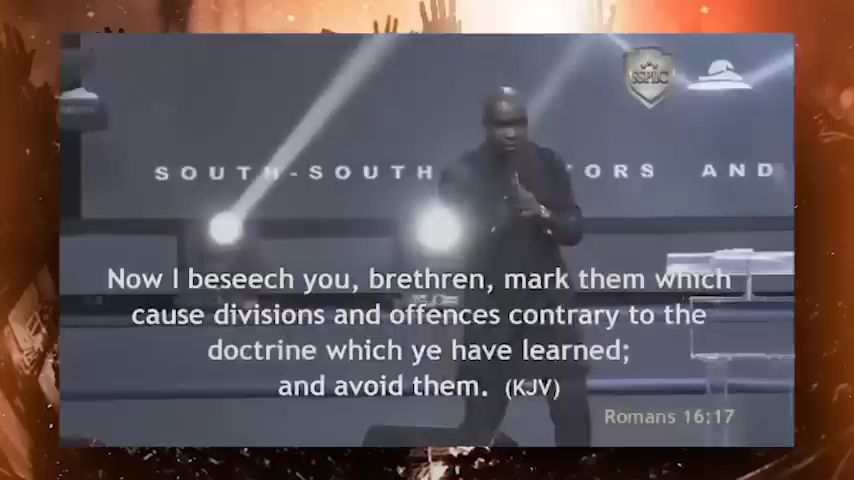 SSPLC
SOUTH-SOUTH ORS AND
Now I beseech you, brethren, mark them which
cause divisions and offences contrary to the
doctrine which ye have learned;
and avoid them. (KJV)
Romans 16:17